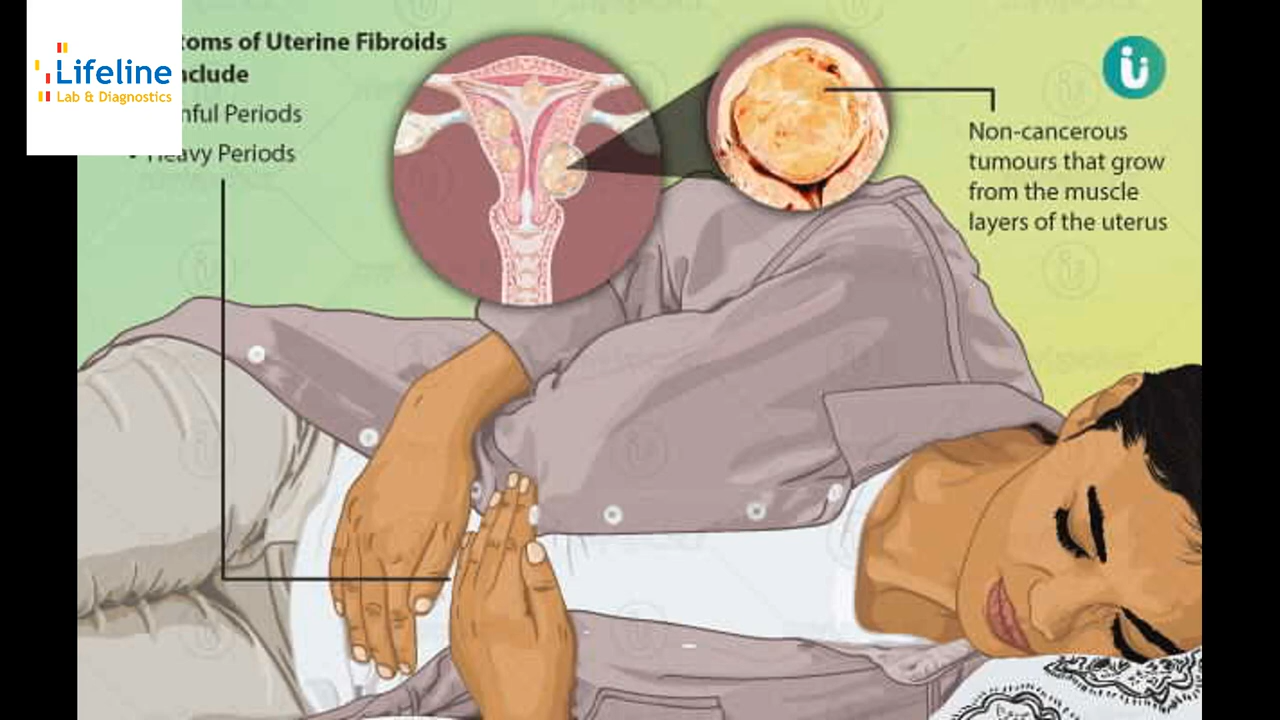 Lifeline
Lab & Diagnostics
toms of Uterine Fibroids
nclude
nful Periods
• Heavy Periods
Non-cancerous
tumours that grow
from the muscle
layers of the uterus